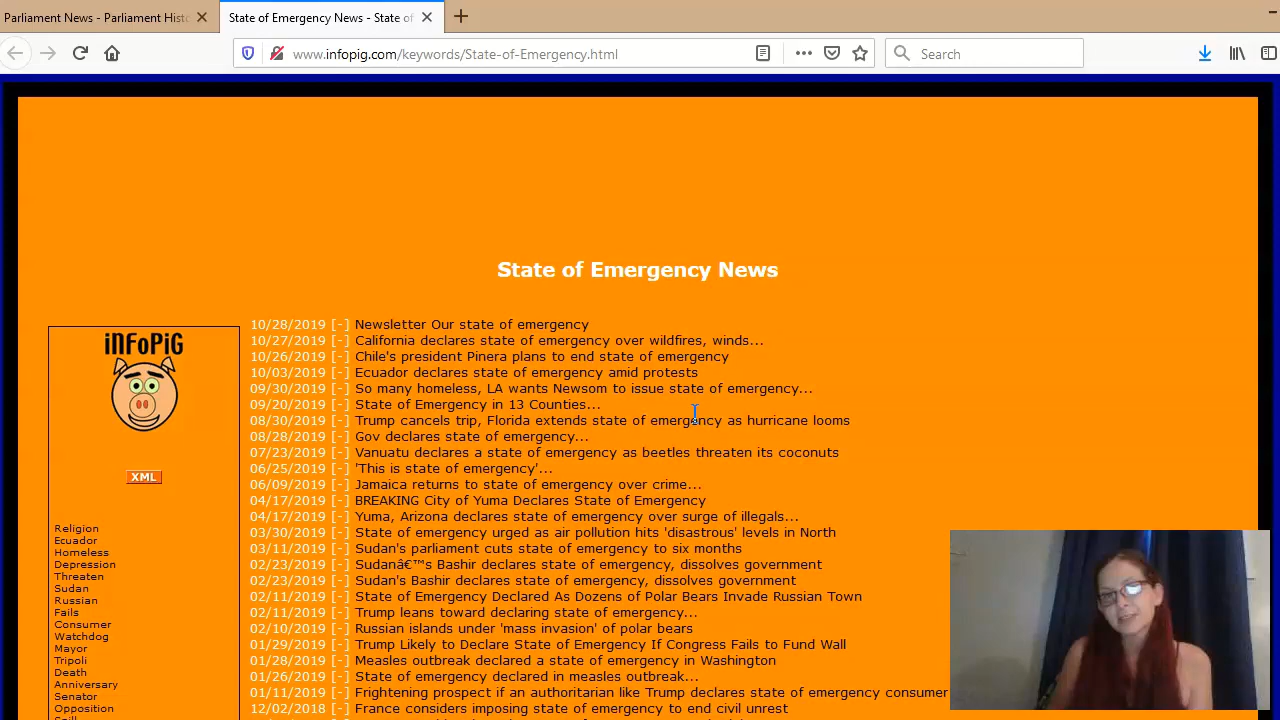 Parliament News - Parliament Histo
State of Emergency News - State of
www.infopig.com/keywords/State-of-Emergency.html
Search
State of Emergency News
10/28/2019 [-] Newsletter Our state of emergency
10/27/2019 [-] California declares state of emergency over wildfires, winds...
10/26/2019 [-] Chile's president Pinera plans to end state of emergency
10/03/2019 [-] Ecuador declares state of emergency amid protests
09/30/2019 [-] So many homeless, LA wants Newsom to issue state of emergency...
09/20/2019 [-] State of Emergency in 13 Counties...
08/30/2019 [-] Trump cancels trip, Florida extends state of emergency as hurricane looms
08/28/2019 [-] Gov declares state of emergency...
07/23/2019 [-] Vanuatu declares a state of emergency as beetles threaten its coconuts
06/25/2019 [-] 'This is state of emergency'...
06/09/2019 [-] Jamaica returns to state of emergency over crime...
04/17/2019 [-] BREAKING City of Yuma Declares State of Emergency
04/17/2019 [-] Yuma, Arizona declares state of emergency over surge of illegals...
03/30/2019 [-] State of emergency urged as air pollution hits 'disastrous' levels in North
03/11/2019 [-] Sudan's parliament cuts state of emergency to six months
02/23/2019 [-] Sudanâ€™s Bashir declares state of emergency, dissolves government
02/23/2019 [-] Sudan's Bashir declares state of emergency, dissolves government
02/11/2019 [-] State of Emergency Declared As Dozens of Polar Bears Invade Russian Town
02/11/2019 [-] Trump leans toward declaring state of emergency...
02/10/2019 [-] Russian islands under 'mass invasion' of polar bears
01/29/2019 [-] Trump Likely to Declare State of Emergency If Congress Fails to Fund Wall
01/28/2019 [-] Measles outbreak declared a state of emergency in Washington
01/26/2019 [-] State of emergency declared in measles outbreak...
01/11/2019 [-] Frightening prospect if an authoritarian like Trump declares state of emergency consumer
12/02/2018 [-] France considers imposing state of emergency to end civil unrest
iNFoPiG
XML
Religion
Ecuador
Homeless
Depression
Threaten
Sudan
Russian
Fails
Consumer
Watchdog
Mayor
Tripoli
Death
Anniversary
Senator
Opposition